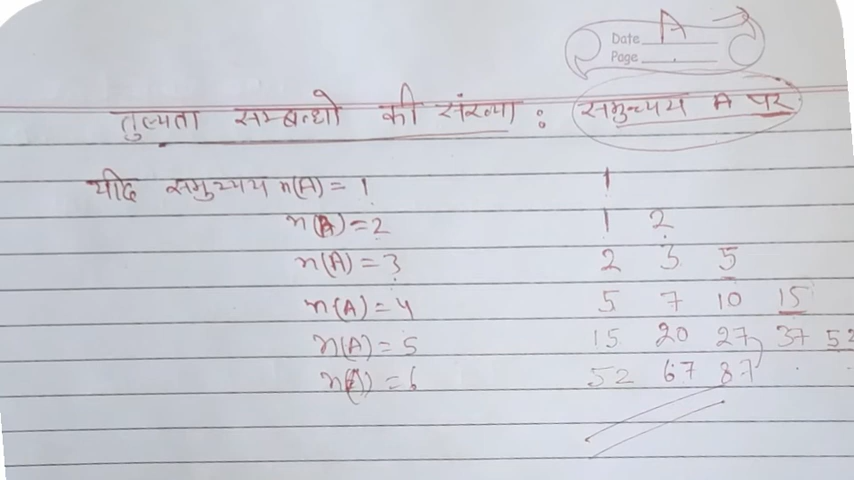 A
Date
Page
तुल्यता सम्बन्धो की संख्या : समुच्चय A पर
यदि समुच्चय n(A) = 1 1
n(A) = 2 1 2
n(A) = 3 2 3 5
n(A) = 4 5 7 10 15
n(A) = 5 15 20 27 37 52
n(A) = 6 52 67 87 . .